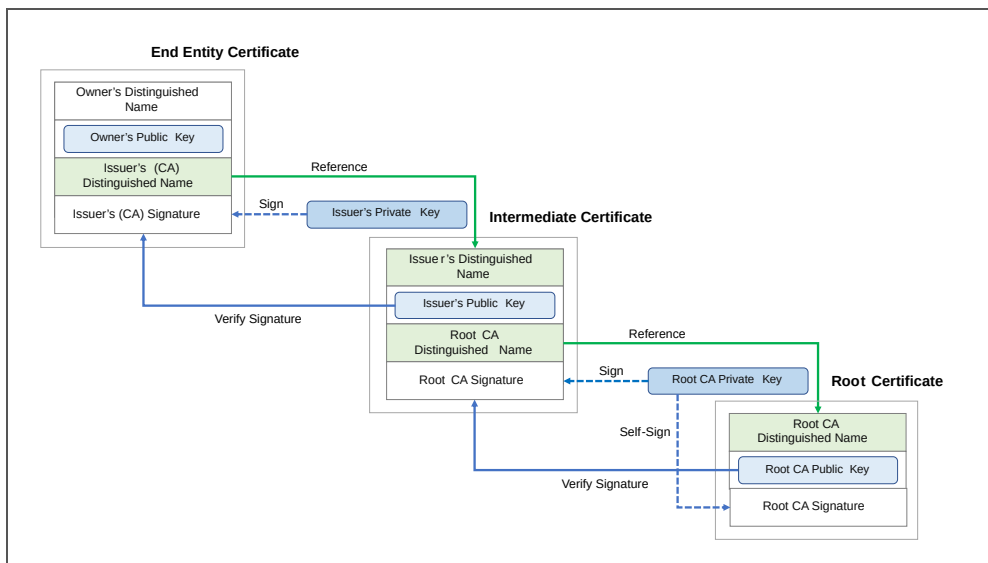 End Entity Certificate
Owner's Distinguished
Name
Owner's Public Key
Issuer's (CA)
Distinguished Name
Issuer's (CA) Signature
Reference
Sign
Issuer's Private Key
Verify Signature
Intermediate Certificate
Issuer's Distinguished
Name
Issuer's Public Key
Root CA
Distinguished Name
Root CA Signature
Reference
Sign
Root CA Private Key
Self-Sign
Verify Signature
Root Certificate
Root CA
Distinguished Name
Root CA Public Key
Root CA Signature